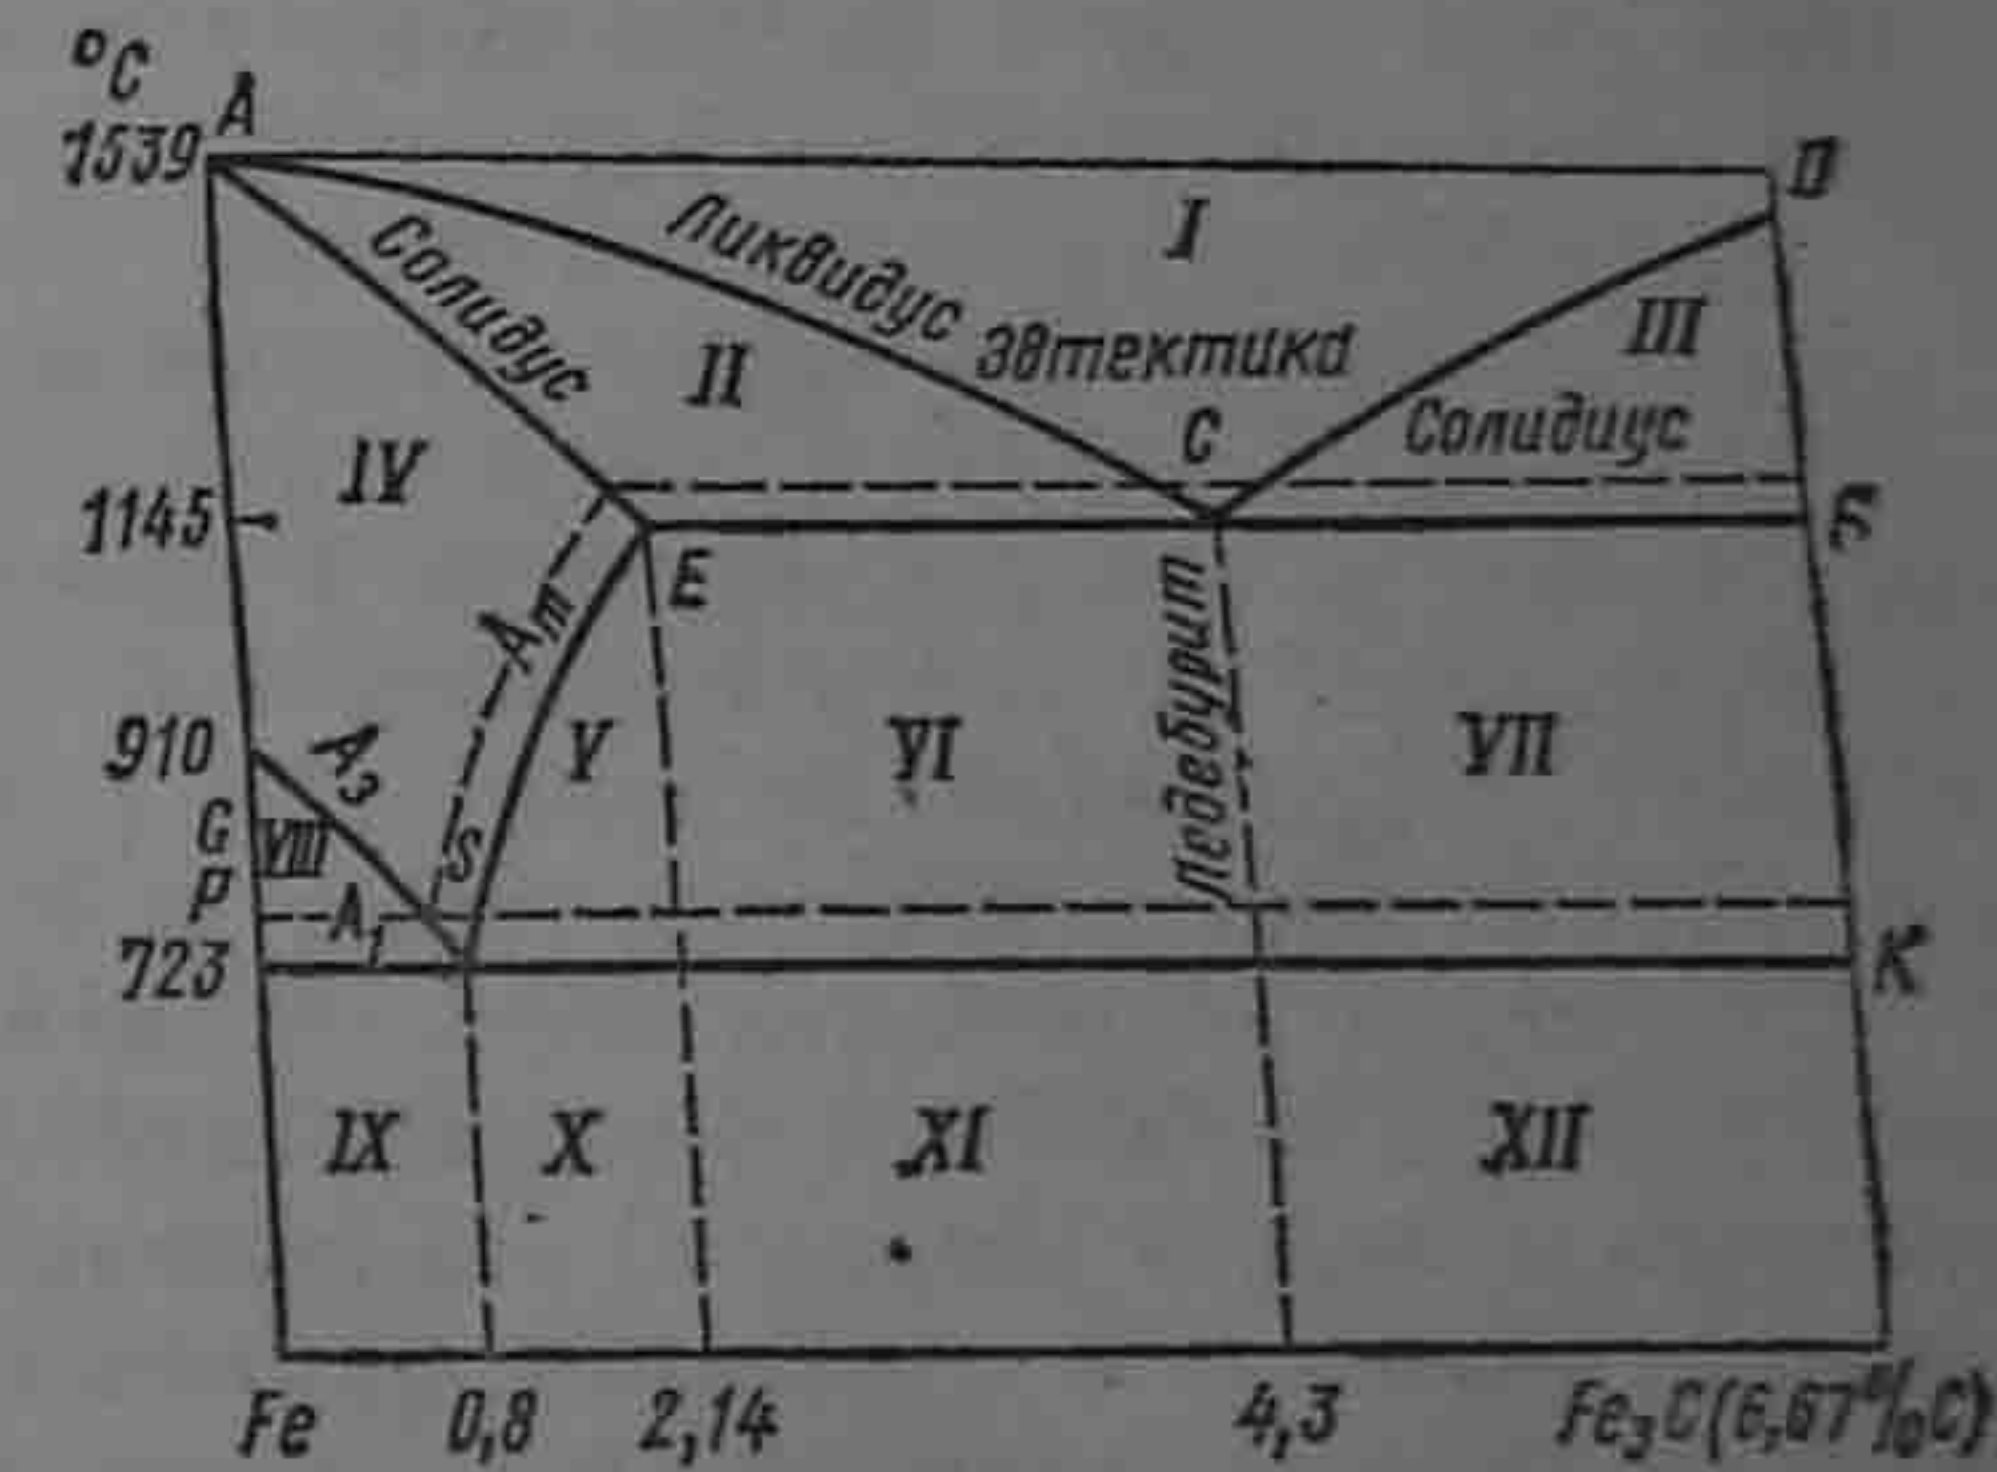 °C
A
1539
D
I
Ликвидус
Солидус
III
Эвтектика
II
C
Солидиус
IV
1145
E
Am
Ледебурит
910
A3
V
VI
VII
G
VIII
S
P
A1
723
K
IX
X
XI
XII
Fe
0,8
2,14
4,3
Fe3C(6,67%C)